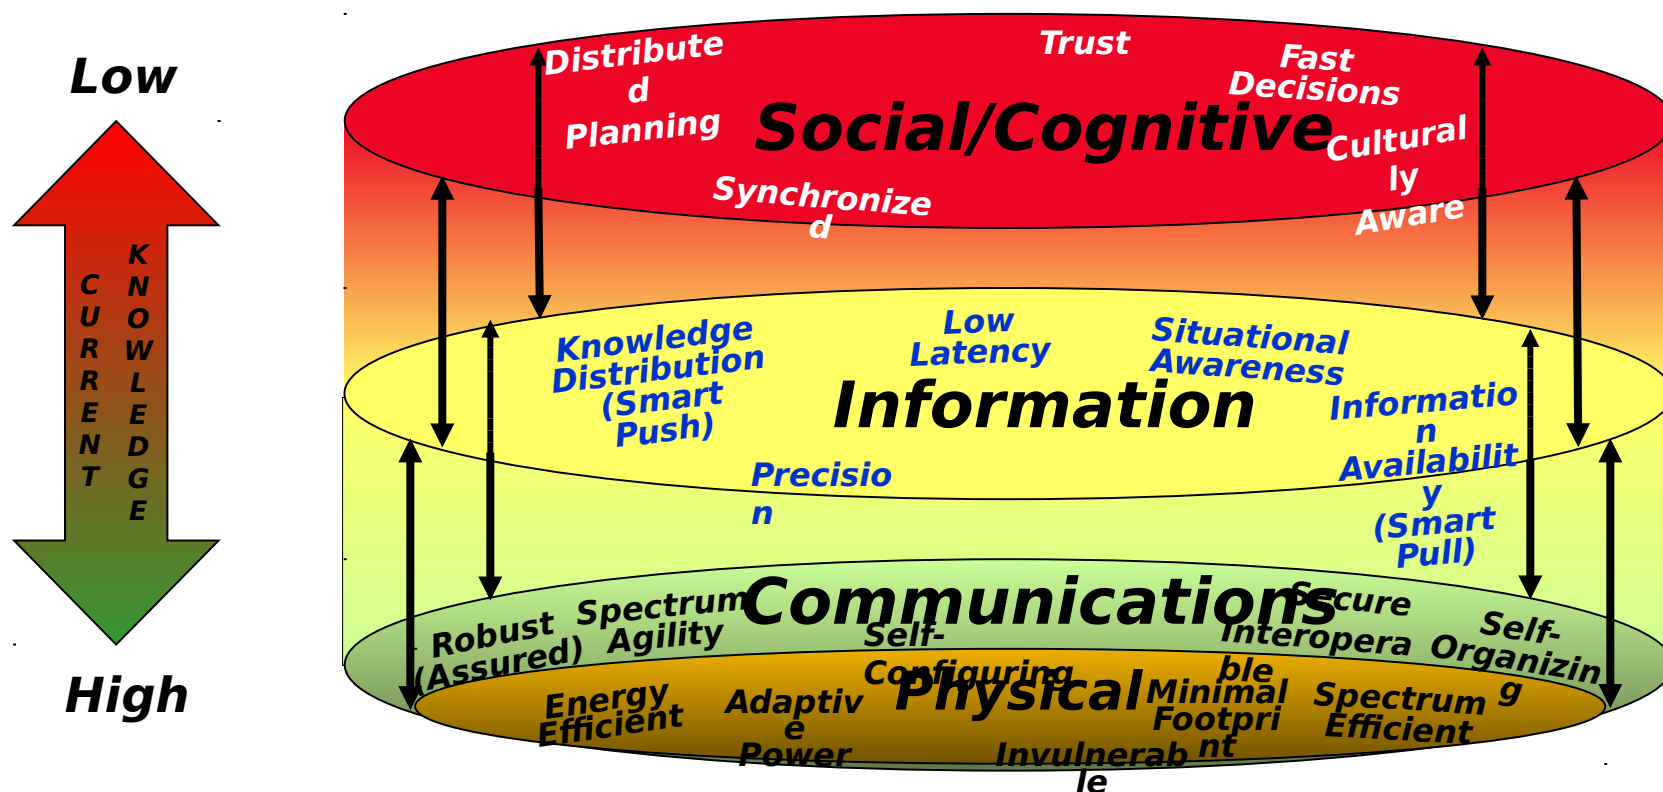 Low
CURRENT
KNOWLEDGE
High
Distribute
d
Planning
Trust
Fast
Decisions
Social/Cognitive
Cultural
ly
Aware
Synchronize
d
Knowledge
Distribution
(Smart
Push)
Low
Latency
Situational
Awareness
Information
Informatio
n
Availabilit
y
(Smart
Pull)
Precisio
n
Communications
Robust
(Assured)
Spectrum
Agility
Self-
Configuring
Secure
Interopera
ble
Self-
Organizin
g
Physical
Energy
Efficient
Adaptiv
e
Power
Invulnerab
le
Minimal
Footpri
nt
Spectrum
Efficient